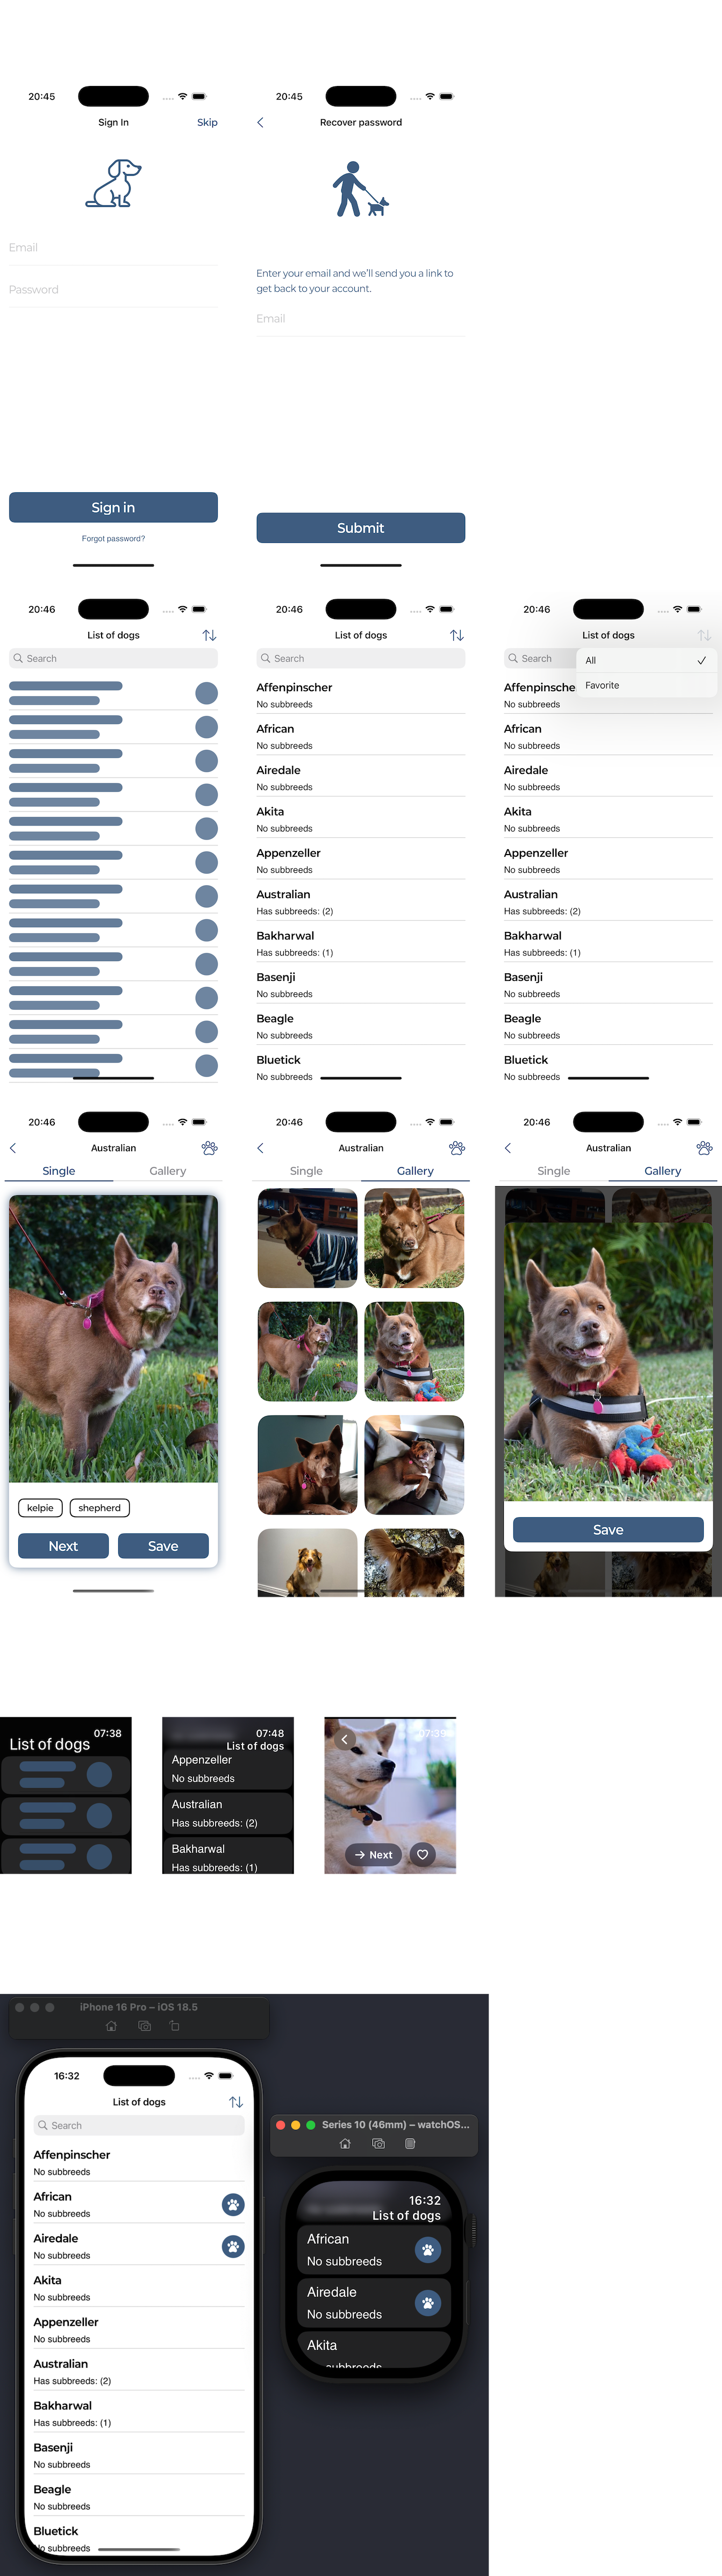 20:45
Sign In
Skip
Email
Password
Sign in
Forgot password?
20:45
Recover password
Enter your email and we'll send you a link to
get back to your account.
Email
Submit
20:46
List of dogs
Search
20:46
List of dogs
Search
Affenpinscher
No subbreeds
African
No subbreeds
Airedale
No subbreeds
Akita
No subbreeds
Appenzeller
No subbreeds
Australian
Has subbreeds: (2)
Bakharwal
Has subbreeds: (1)
Basenji
No subbreeds
Beagle
No subbreeds
Bluetick
No subbreeds
20:46
List of dogs
Search
All
Favorite
Affenpinsche
No subbreeds
African
No subbreeds
Airedale
No subbreeds
Akita
No subbreeds
Appenzeller
No subbreeds
Australian
Has subbreeds: (2)
Bakharwal
Has subbreeds: (1)
Basenji
No subbreeds
Beagle
No subbreeds
Bluetick
No subbreeds
20:46
Australian
Single
Gallery
kelpie
shepherd
Next
Save
20:46
Australian
Single
Gallery
20:46
Australian
Single
Gallery
Save
07:38
List of dogs
07:48
List of dogs
Appenzeller
No subbreeds
Australian
Has subbreeds: (2)
Bakharwal
Has subbreeds: (1)
Next
iPhone 16 Pro – iOS 18.5
16:32
List of dogs
Search
Affenpinscher
No subbreeds
African
No subbreeds
Airedale
No subbreeds
Akita
No subbreeds
Appenzeller
No subbreeds
Australian
Has subbreeds: (2)
Bakharwal
Has subbreeds: (1)
Basenji
No subbreeds
Beagle
No subbreeds
Bluetick
No subbreeds
Series 10 (46mm) – watchOS...
16:32
List of dogs
African
No subbreeds
Airedale
No subbreeds
Akita
subbreeds